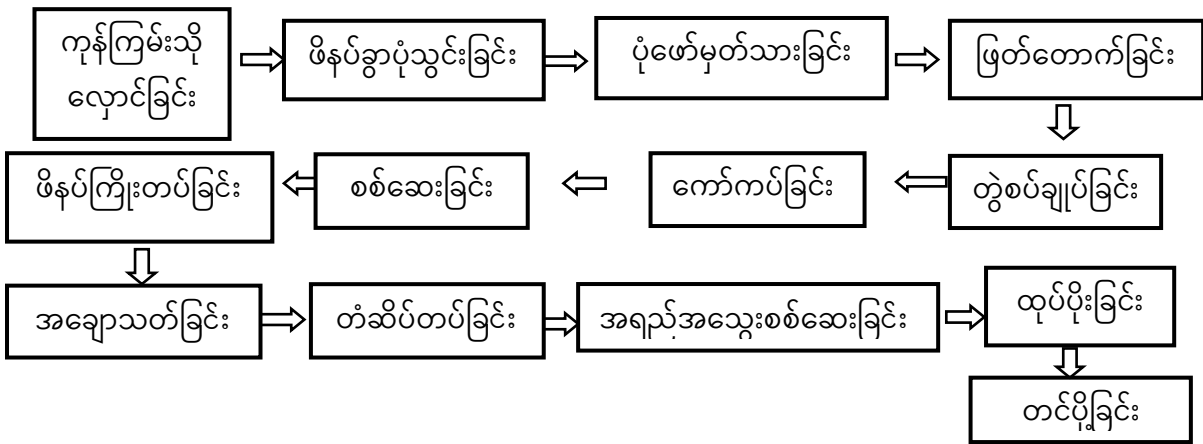 ကုန်ကြမ်းသို
လှောင်ခြင်း
ဖိနပ်ခွာပုံသွင်းခြင်း
ပုံဖော်မှတ်သားခြင်း
ဖြတ်တောက်ခြင်း
တွဲစပ်ချုပ်ခြင်း
ကော်ကပ်ခြင်း
စစ်ဆေးခြင်း
ဖိနပ်ကြိုးတပ်ခြင်း
အချောသတ်ခြင်း
တံဆိပ်တပ်ခြင်း
အရည်အသွေးစစ်ဆေးခြင်း
ထုပ်ပိုးခြင်း
တင်ပို့ခြင်း